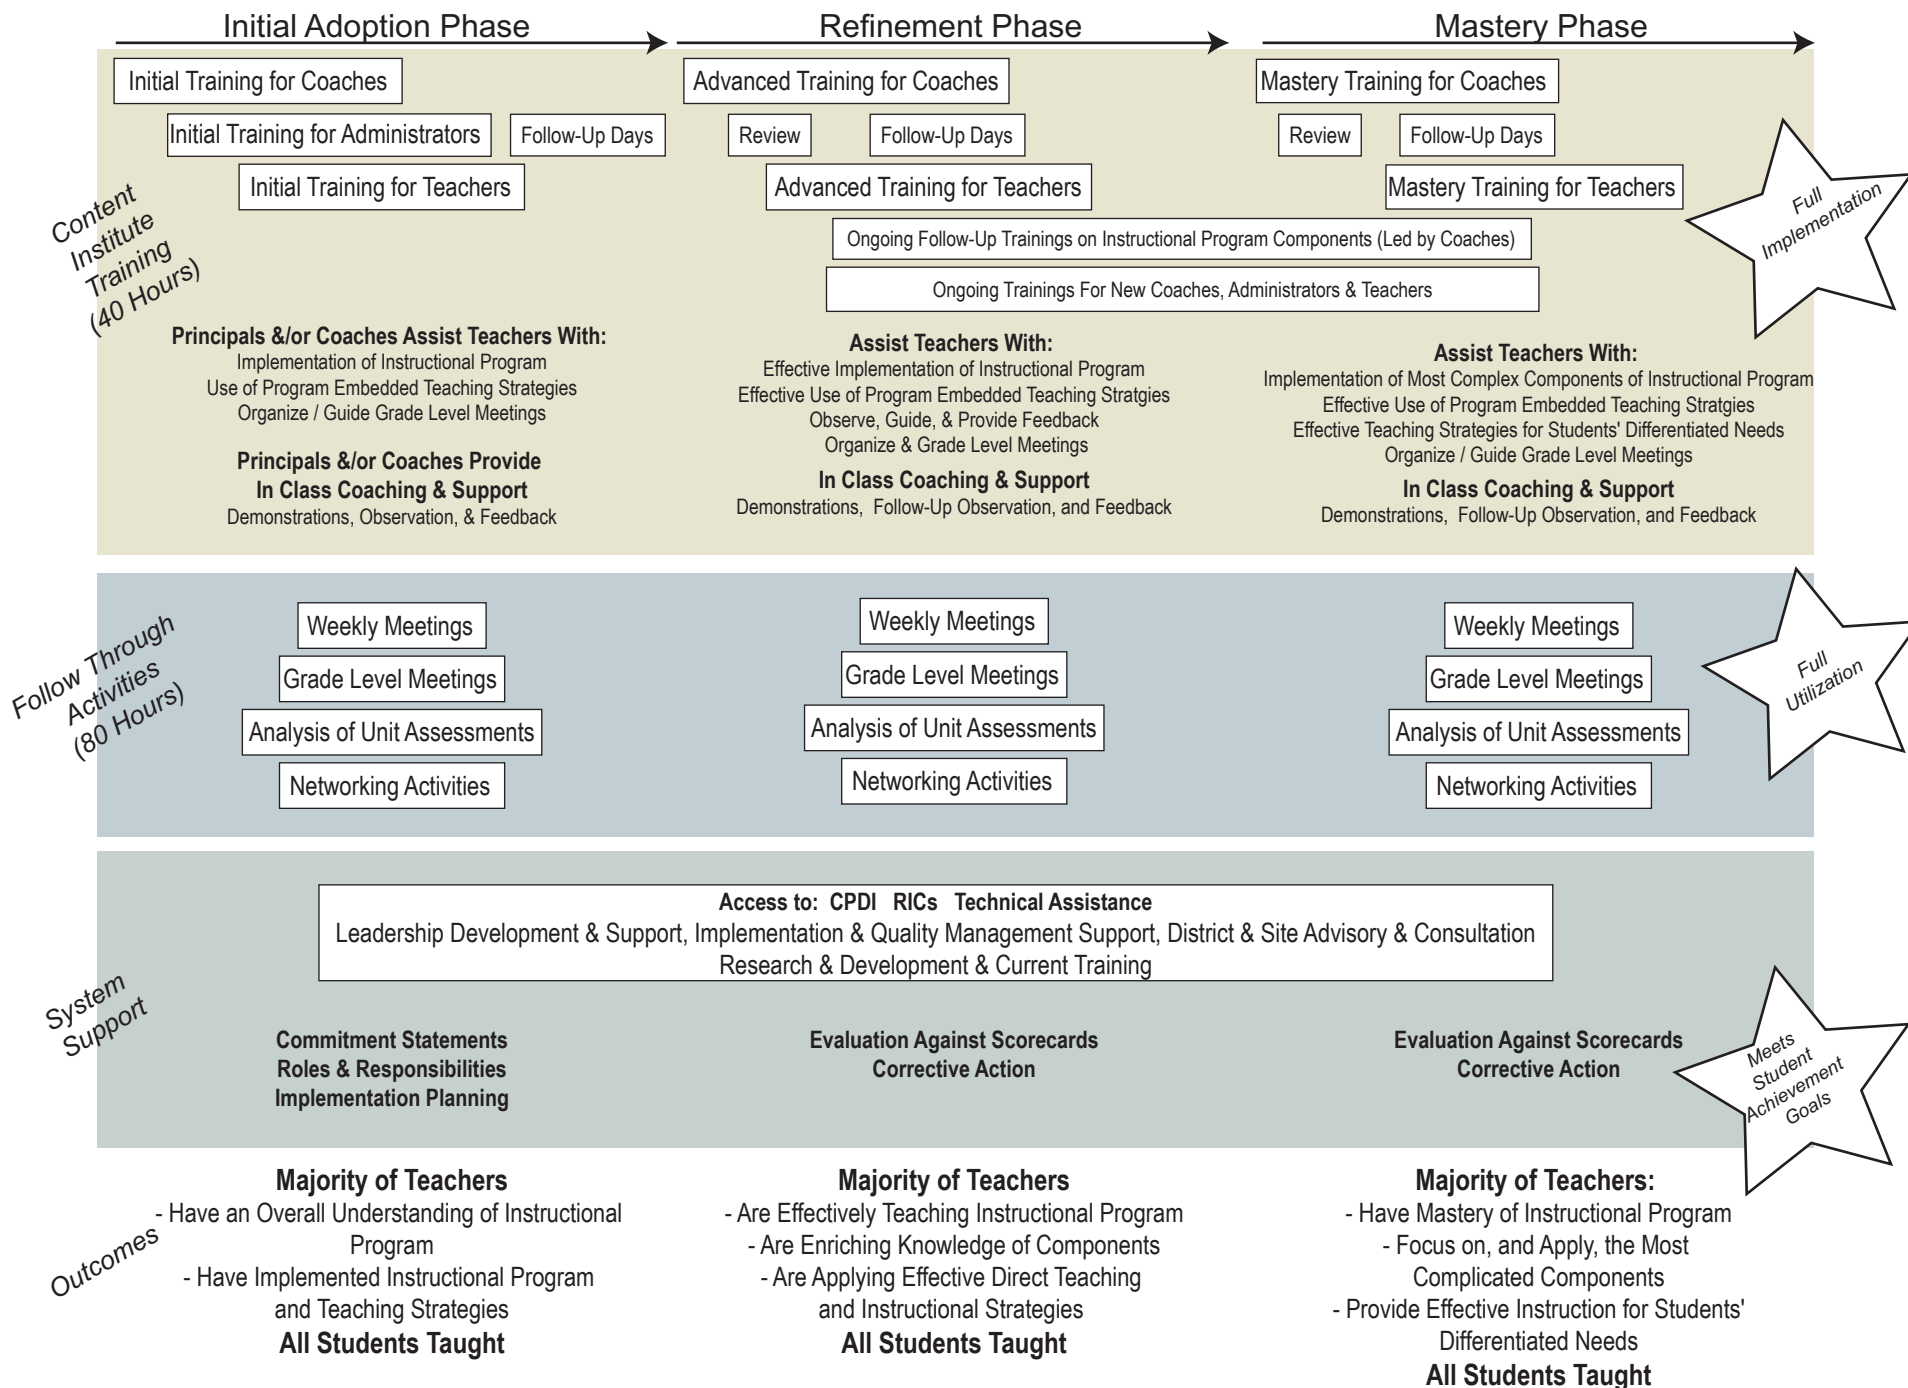 Initial Adoption Phase
Refinement Phase
Mastery Phase
Content
Institute
Training
(40 Hours)
Initial Training for Coaches
Initial Training for Administrators
Follow-Up Days
Initial Training for Teachers
Advanced Training for Coaches
Review
Follow-Up Days
Advanced Training for Teachers
Mastery Training for Coaches
Review
Follow-Up Days
Mastery Training for Teachers
Ongoing Follow-Up Trainings on Instructional Program Components (Led by Coaches)
Ongoing Trainings For New Coaches, Administrators & Teachers
Full
Implementation
Principals &/or Coaches Assist Teachers With:
Implementation of Instructional Program
Use of Program Embedded Teaching Strategies
Organize / Guide Grade Level Meetings
Principals &/or Coaches Provide
In Class Coaching & Support
Demonstrations, Observation, & Feedback
Assist Teachers With:
Effective Implementation of Instructional Program
Effective Use of Program Embedded Teaching Stratgies
Observe, Guide, & Provide Feedback
Organize & Grade Level Meetings
In Class Coaching & Support
Demonstrations, Follow-Up Observation, and Feedback
Assist Teachers With:
Implementation of Most Complex Components of Instructional Program
Effective Use of Program Embedded Teaching Stratgies
Effective Teaching Strategies for Students' Differentiated Needs
Organize / Guide Grade Level Meetings
In Class Coaching & Support
Demonstrations, Follow-Up Observation, and Feedback
Follow Through
Activities
(80 Hours)
Weekly Meetings
Grade Level Meetings
Analysis of Unit Assessments
Networking Activities
Weekly Meetings
Grade Level Meetings
Analysis of Unit Assessments
Networking Activities
Weekly Meetings
Grade Level Meetings
Analysis of Unit Assessments
Networking Activities
Full
Utilization
System
Support
Access to: CPDI RICs Technical Assistance
Leadership Development & Support, Implementation & Quality Management Support, District & Site Advisory & Consultation
Research & Development & Current Training
Commitment Statements
Roles & Responsibilities
Implementation Planning
Evaluation Against Scorecards
Corrective Action
Evaluation Against Scorecards
Corrective Action
Meets
Student
Achievement
Goals
Outcomes
Majority of Teachers
- Have an Overall Understanding of Instructional
Program
- Have Implemented Instructional Program
and Teaching Strategies
All Students Taught
Majority of Teachers
- Are Effectively Teaching Instructional Program
- Are Enriching Knowledge of Components
- Are Applying Effective Direct Teaching
and Instructional Strategies
All Students Taught
Majority of Teachers:
- Have Mastery of Instructional Program
- Focus on, and Apply, the Most
Complicated Components
- Provide Effective Instruction for Students'
Differentiated Needs
All Students Taught